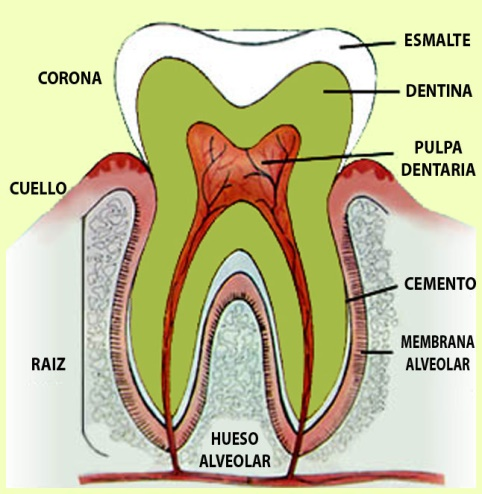 ESMALTE
CORONA
DENTINA
PULPA
DENTARIA
CUELLO
CEMENTO
MEMBRANA
ALVEOLAR
RAIZ
HUESO
ALVEOLAR